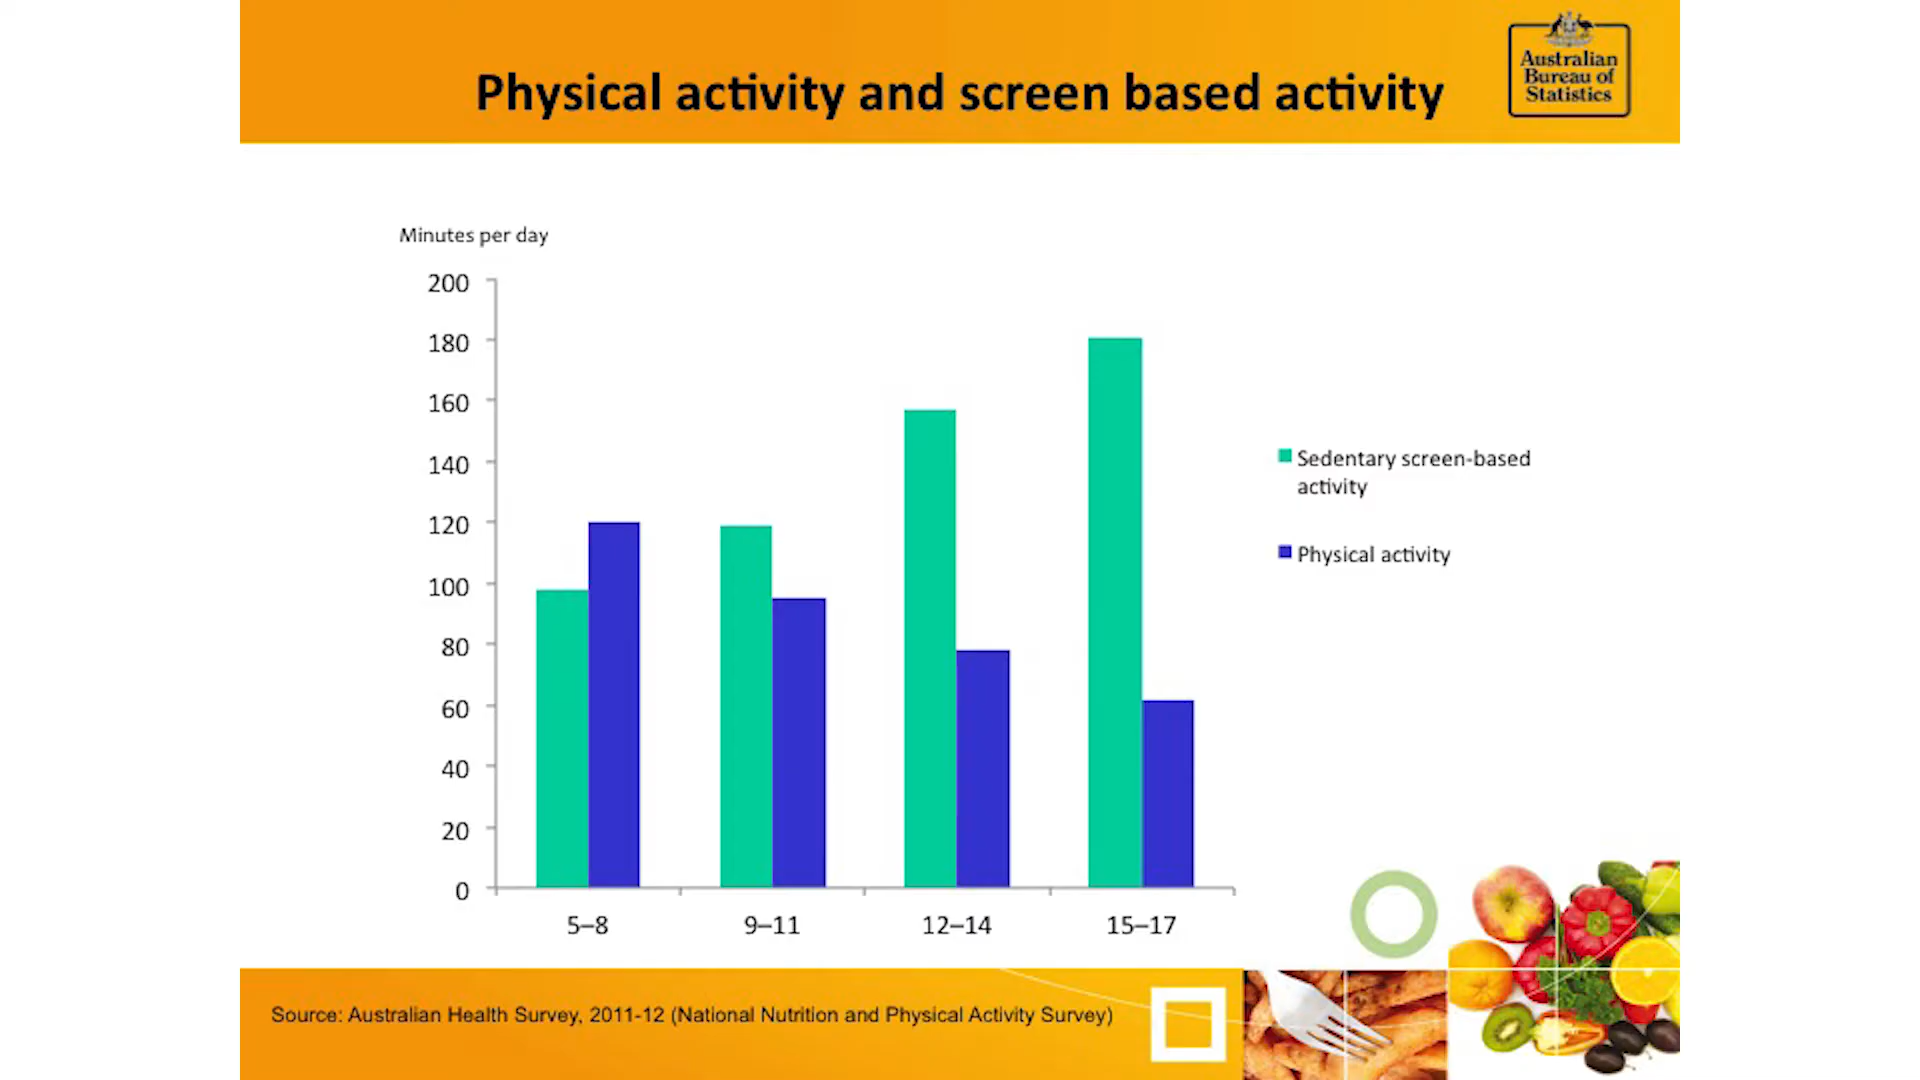 Physical activity and screen based activity
Australian
Bureau of
Statistics
Minutes per day
200
180
160
140
120
100
80
60
40
20
0
5–8
9–11
12–14
15–17
Sedentary screen-based
activity
Physical activity
Source: Australian Health Survey, 2011-12 (National Nutrition and Physical Activity Survey)